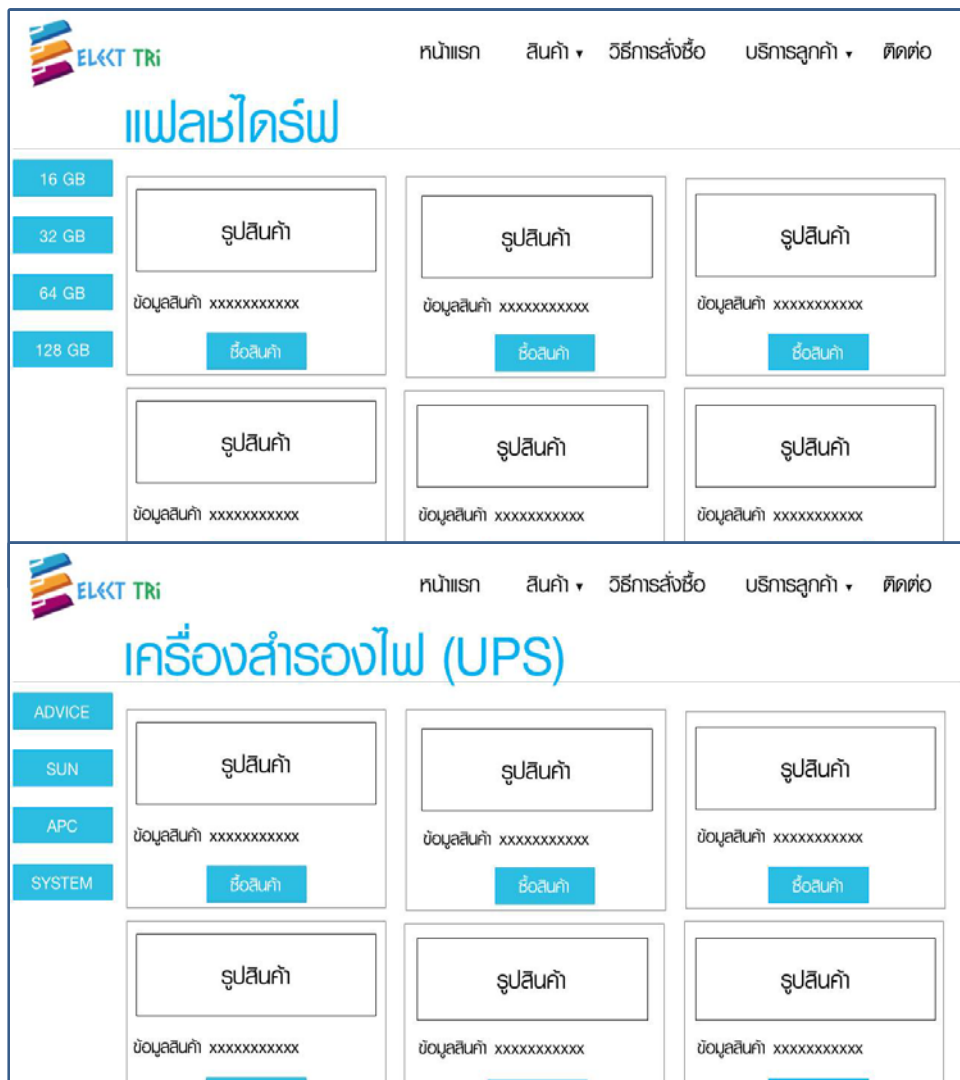 ELECT TRi
หน้าแรก สินค้า ▾ วิธีการสั่งซื้อ บริการลูกค้า ▾ ติดต่อ
แฟลชไดร์ฟ
16 GB
32 GB
64 GB
128 GB
รูปสินค้า รูปสินค้า รูปสินค้า
ข้อมูลสินค้า xxxxxxxxxxx ข้อมูลสินค้า xxxxxxxxxxx ข้อมูลสินค้า xxxxxxxxxxx
ซื้อสินค้า ซื้อสินค้า ซื้อสินค้า
รูปสินค้า รูปสินค้า รูปสินค้า
ข้อมูลสินค้า xxxxxxxxxxx ข้อมูลสินค้า xxxxxxxxxxx ข้อมูลสินค้า xxxxxxxxxxx
ELECT TRi
หน้าแรก สินค้า ▾ วิธีการสั่งซื้อ บริการลูกค้า ▾ ติดต่อ
เครื่องสำรองไฟ (UPS)
ADVICE
SUN
APC
SYSTEM
รูปสินค้า รูปสินค้า รูปสินค้า
ข้อมูลสินค้า xxxxxxxxxxx ข้อมูลสินค้า xxxxxxxxxxx ข้อมูลสินค้า xxxxxxxxxxx
ซื้อสินค้า ซื้อสินค้า ซื้อสินค้า
รูปสินค้า รูปสินค้า รูปสินค้า
ข้อมูลสินค้า xxxxxxxxxxx ข้อมูลสินค้า xxxxxxxxxxx ข้อมูลสินค้า xxxxxxxxxxx